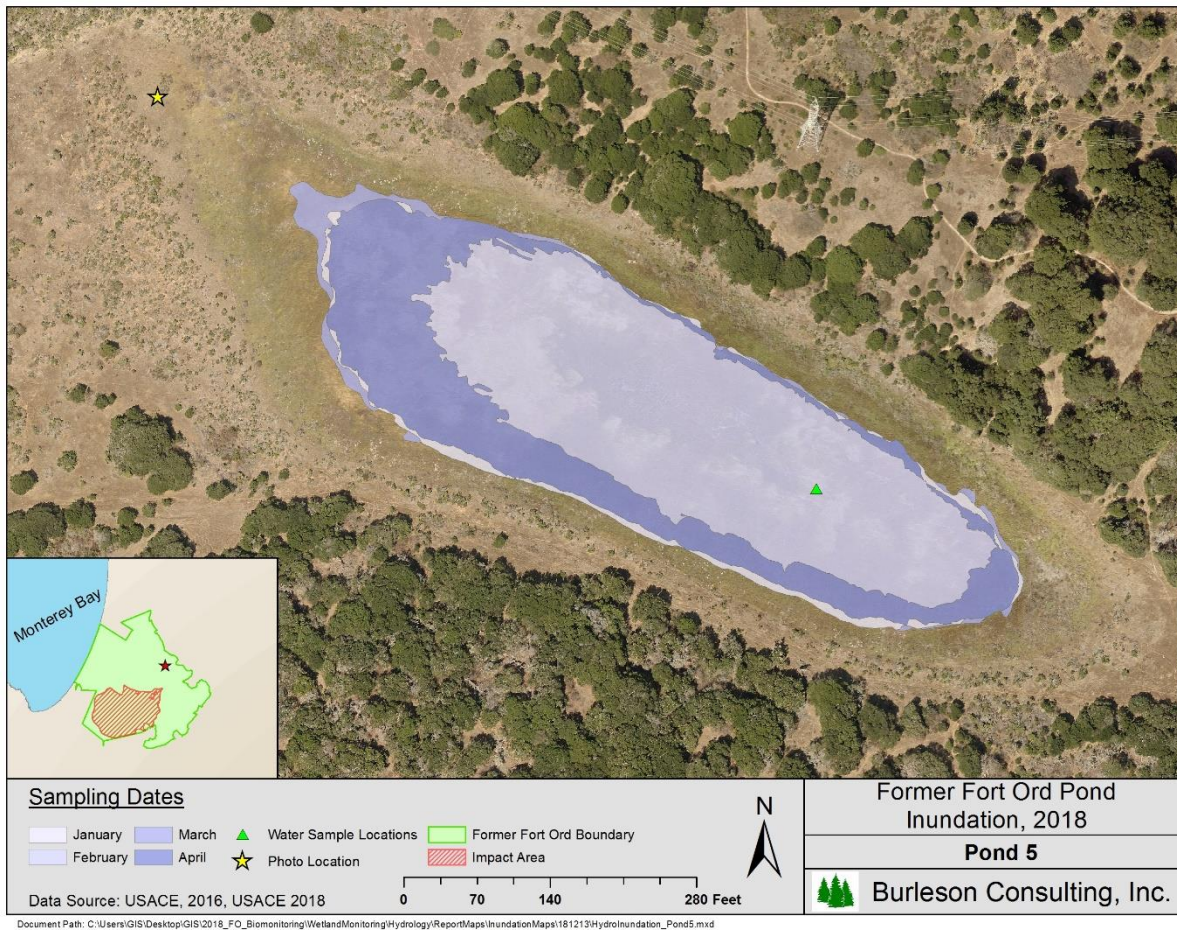 Monterey Bay
Sampling Dates
January
February
March
April
Water Sample Locations
Photo Location
Former Fort Ord Boundary
Impact Area
Data Source: USACE, 2016, USACE 2018
N
0 70 140 280 Feet
Former Fort Ord Pond
Inundation, 2018
Pond 5
Burleson Consulting, Inc.
Document Path: C:\Users\GIS\Desktop\GIS\2018_FO_Biomonitoring\WetlandMonitoring\Hydrology\ReportMaps\InundationMaps\181213\HydroInundation_Pond5.mxd